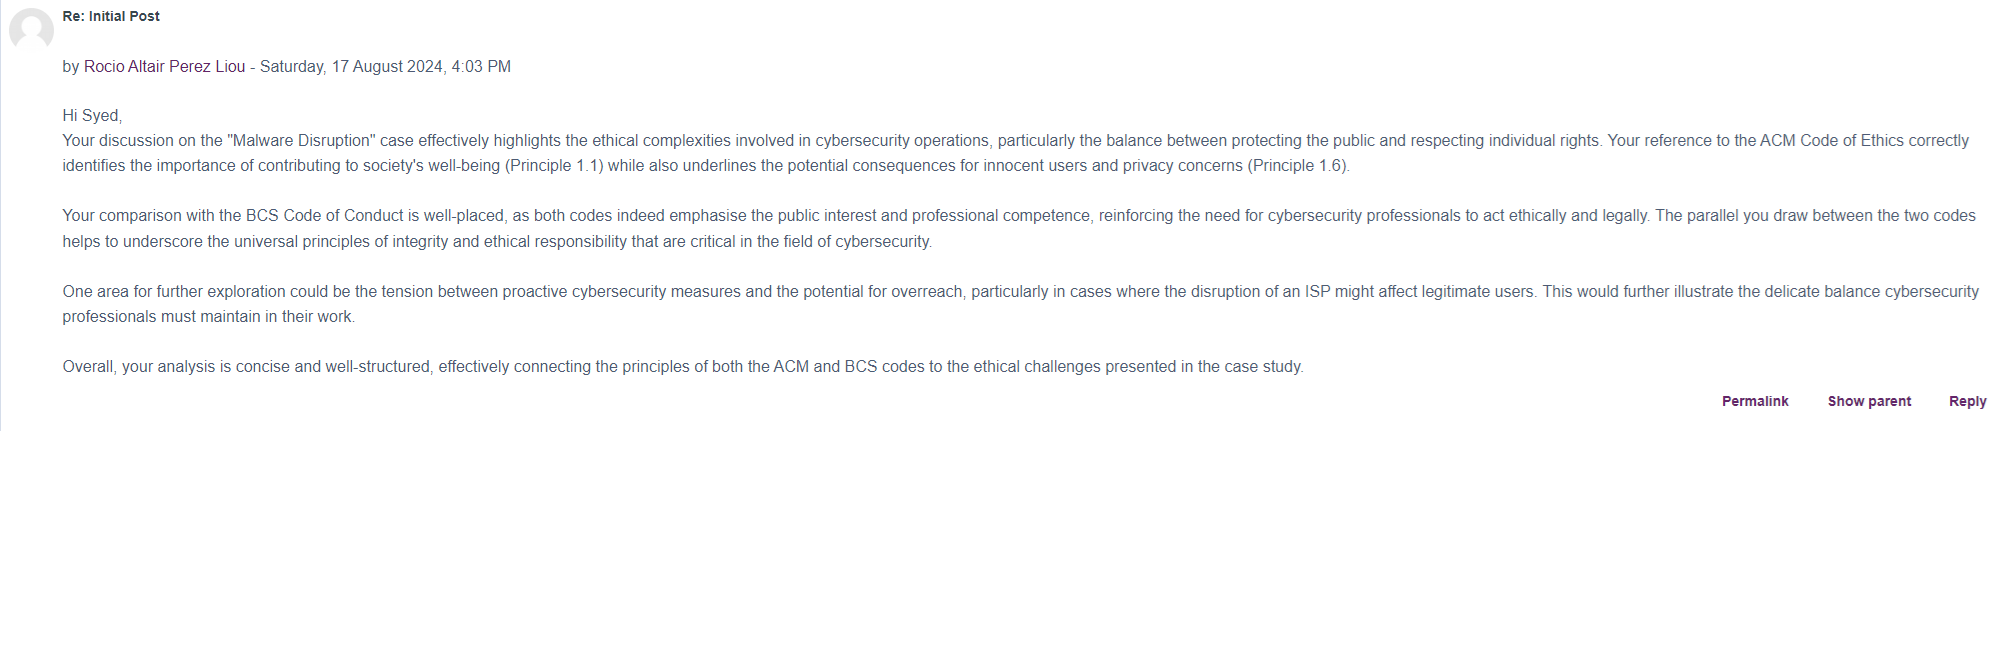 Re: Initial Post
by Rocio Altair Perez Liou - Saturday, 17 August 2024, 4:03 PM
Hi Syed,
Your discussion on the "Malware Disruption" case effectively highlights the ethical complexities involved in cybersecurity operations, particularly the balance between protecting the public and respecting individual rights. Your reference to the ACM Code of Ethics correctly
identifies the importance of contributing to society's well-being (Principle 1.1) while also underlines the potential consequences for innocent users and privacy concerns (Principle 1.6).
Your comparison with the BCS Code of Conduct is well-placed, as both codes indeed emphasise the public interest and professional competence, reinforcing the need for cybersecurity professionals to act ethically and legally. The parallel you draw between the two codes
helps to underscore the universal principles of integrity and ethical responsibility that are critical in the field of cybersecurity.
One area for further exploration could be the tension between proactive cybersecurity measures and the potential for overreach, particularly in cases where the disruption of an ISP might affect legitimate users. This would further illustrate the delicate balance cybersecurity
professionals must maintain in their work.
Overall, your analysis is concise and well-structured, effectively connecting the principles of both the ACM and BCS codes to the ethical challenges presented in the case study.
Permalink Show parent Reply